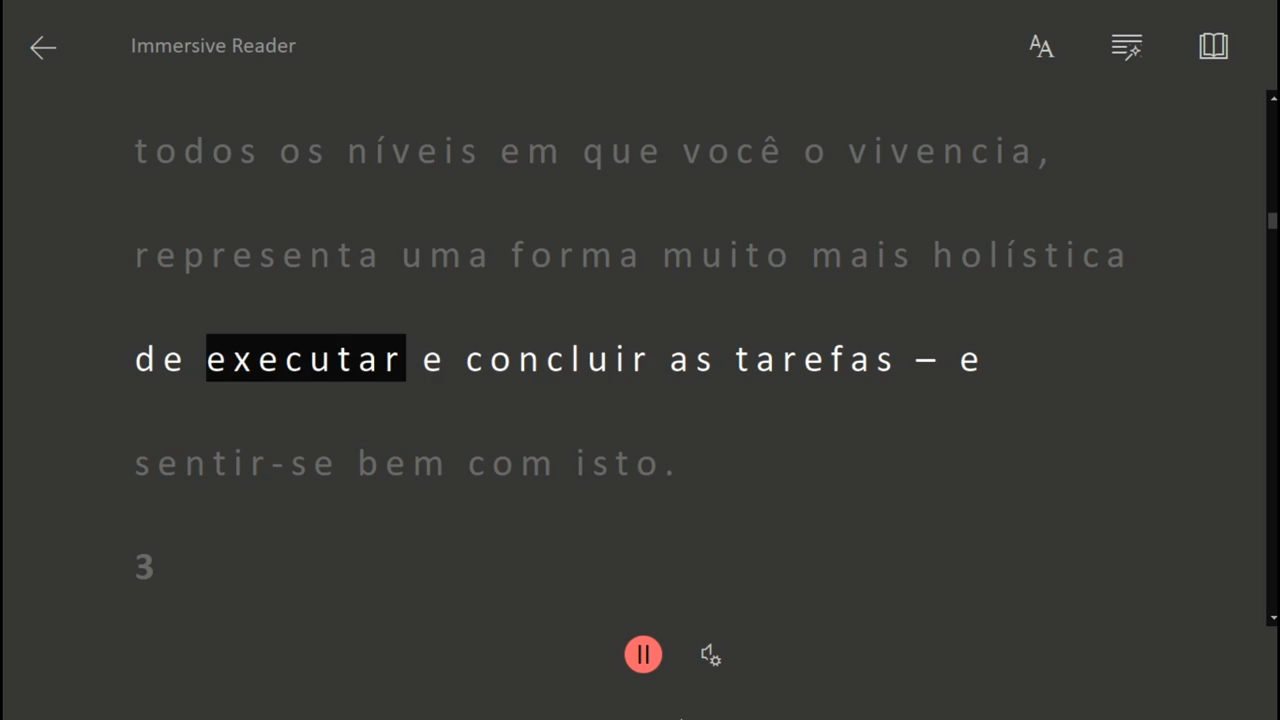 Immersive Reader
todos os níveis em que você o vivencia,
representa uma forma muito mais holística
de executar e concluir as tarefas – e
sentir-se bem com isto.
3